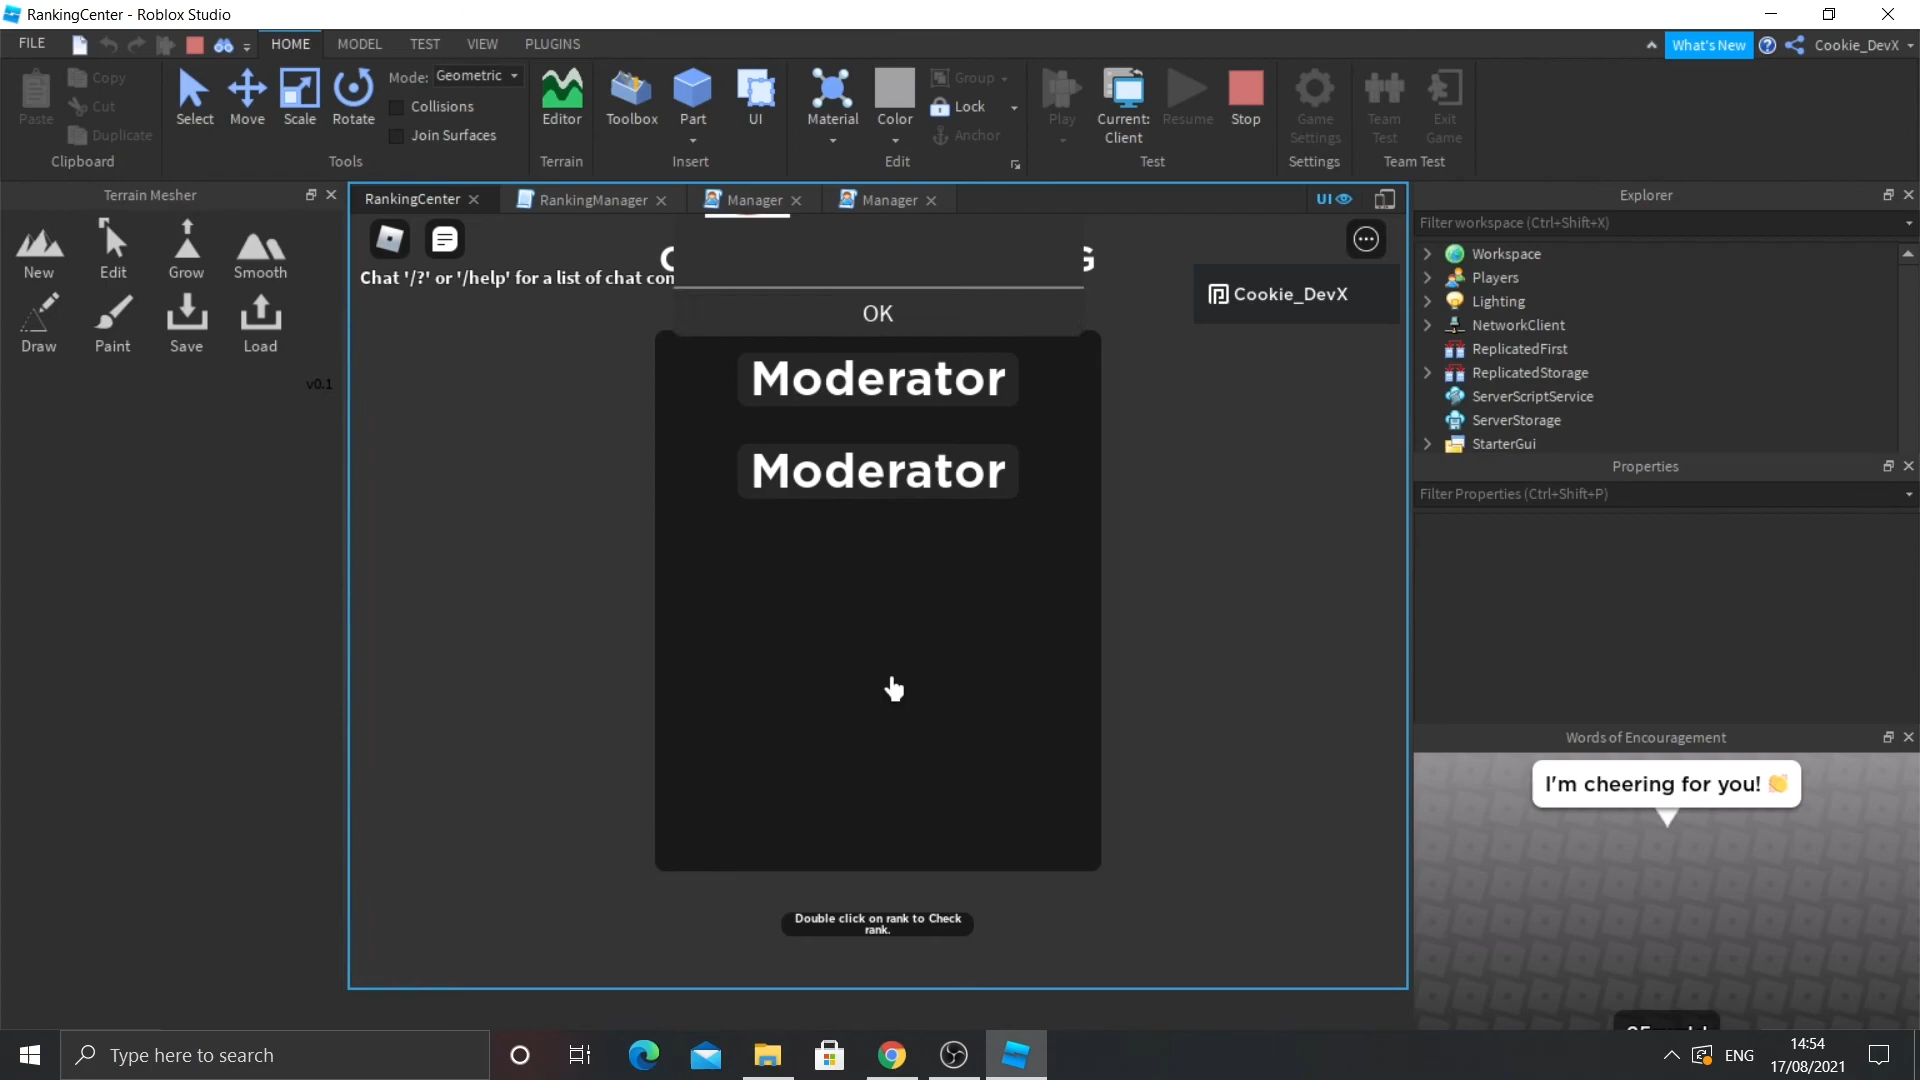 RankingCenter - Roblox Studio
FILE
HOME
MODEL
TEST
VIEW
PLUGINS
What's New
Cookie_DevX
Paste
Copy
Cut
Duplicate
Clipboard
Select
Move
Scale
Rotate
Mode:
Geometric
Collisions
Join Surfaces
Tools
Editor
Terrain
Toolbox
Part
UI
Insert
Material
Color
Group
Lock
Anchor
Edit
Play
Current:
Client
Resume
Stop
Test
Game
Settings
Settings
Team
Test
Exit
Game
Team Test
Terrain Mesher
New
Edit
Grow
Smooth
Draw
Paint
Save
Load
v0.1
RankingCenter
RankingManager
Manager
Manager
UI
Chat '/?' or '/help' for a list of chat con
OK
Cookie_DevX
Moderator
Moderator
Double click on rank to Check
rank.
Explorer
Filter workspace (Ctrl+Shift+X)
Workspace
Players
Lighting
NetworkClient
ReplicatedFirst
ReplicatedStorage
ServerScriptService
ServerStorage
StarterGui
Properties
Filter Properties (Ctrl+Shift+P)
Words of Encouragement
I'm cheering for you! 👏
Type here to search
ENG
14:54
17/08/2021